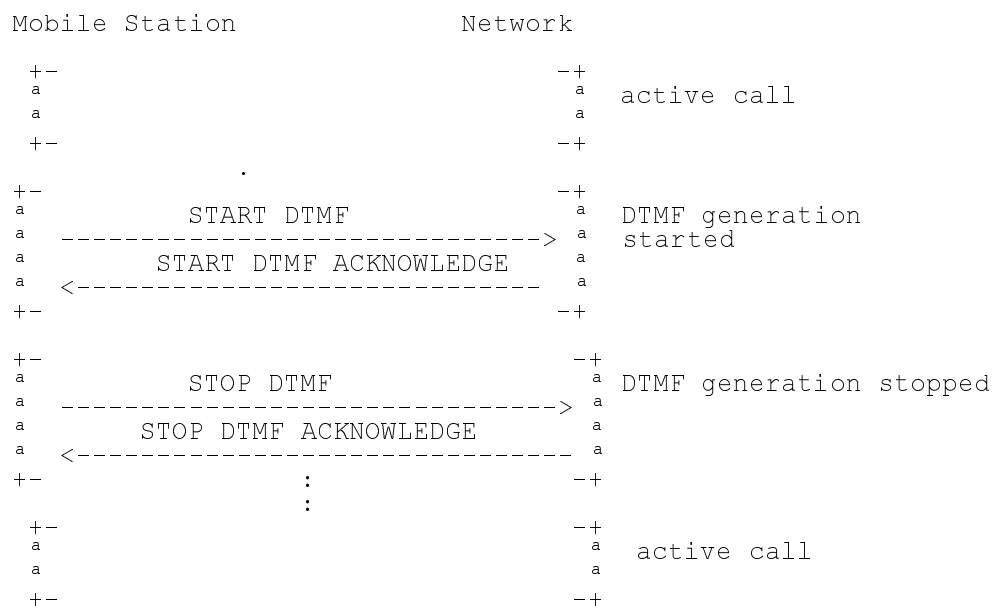 Mobile Station Network
+- -+
a a active call
a a
+- -+
.
+- -+
a START DTMF a DTMF generation
a ------------------------------> a started
a START DTMF ACKNOWLEDGE a
a <----------------------------- a
+- -+
+- -+
a STOP DTMF a DTMF generation stopped
a -------------------------------> a
a STOP DTMF ACKNOWLEDGE a
a <------------------------------- a
+- : -+
:
+- -+
a a active call
a a
+- -+